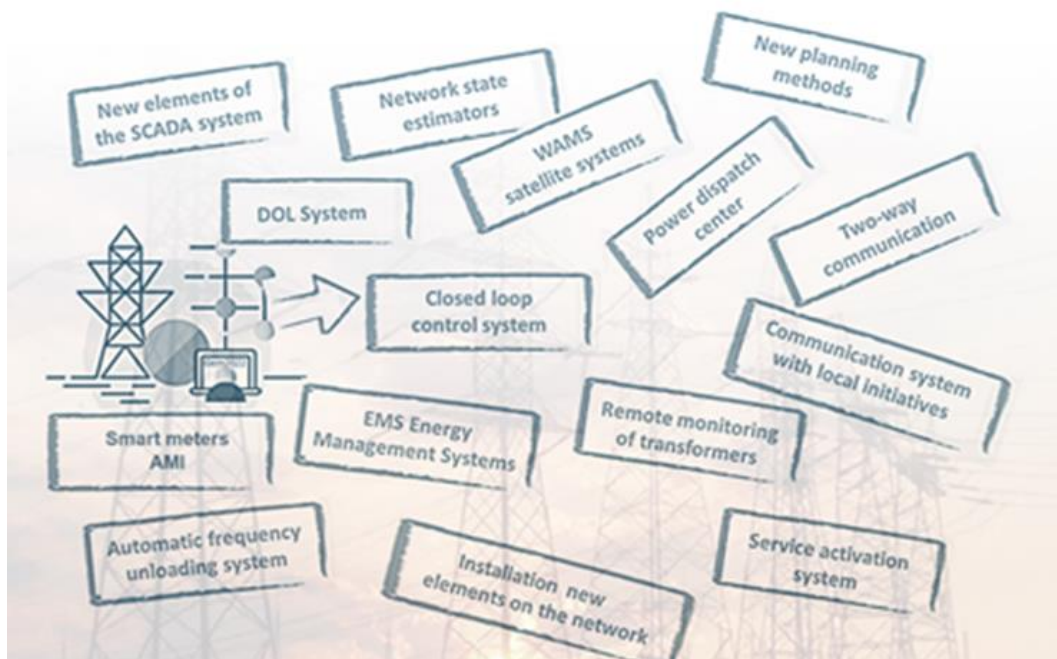 New elements of
the SCADA system
Network state
estimators
New planning
methods
WAMS
satellite systems
Power dispatch
center
DOL System
Two-way
communication
Closed loop
control system
Communication system
with local initiatives
Smart meters
AMI
EMS Energy
Management Systems
Remote monitoring
of transformers
Automatic frequency
unloading system
Installation new
elements on the network
Service activation
system